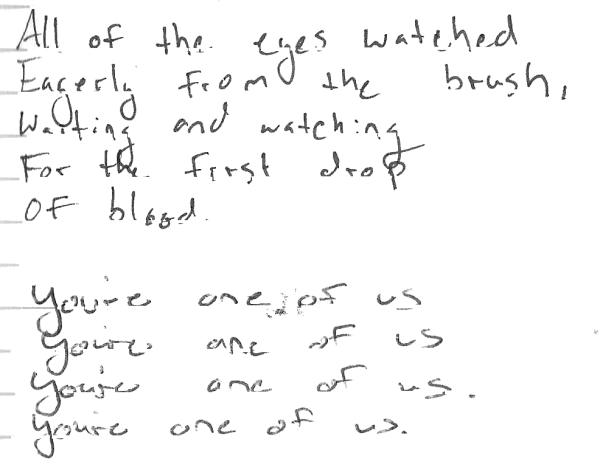 All of the eyes watched
Eagerly from the brush,
Waiting and watching
For the first drop
Of blood.
You're one of us
You're one of us
You're one of us.
You're one of us.